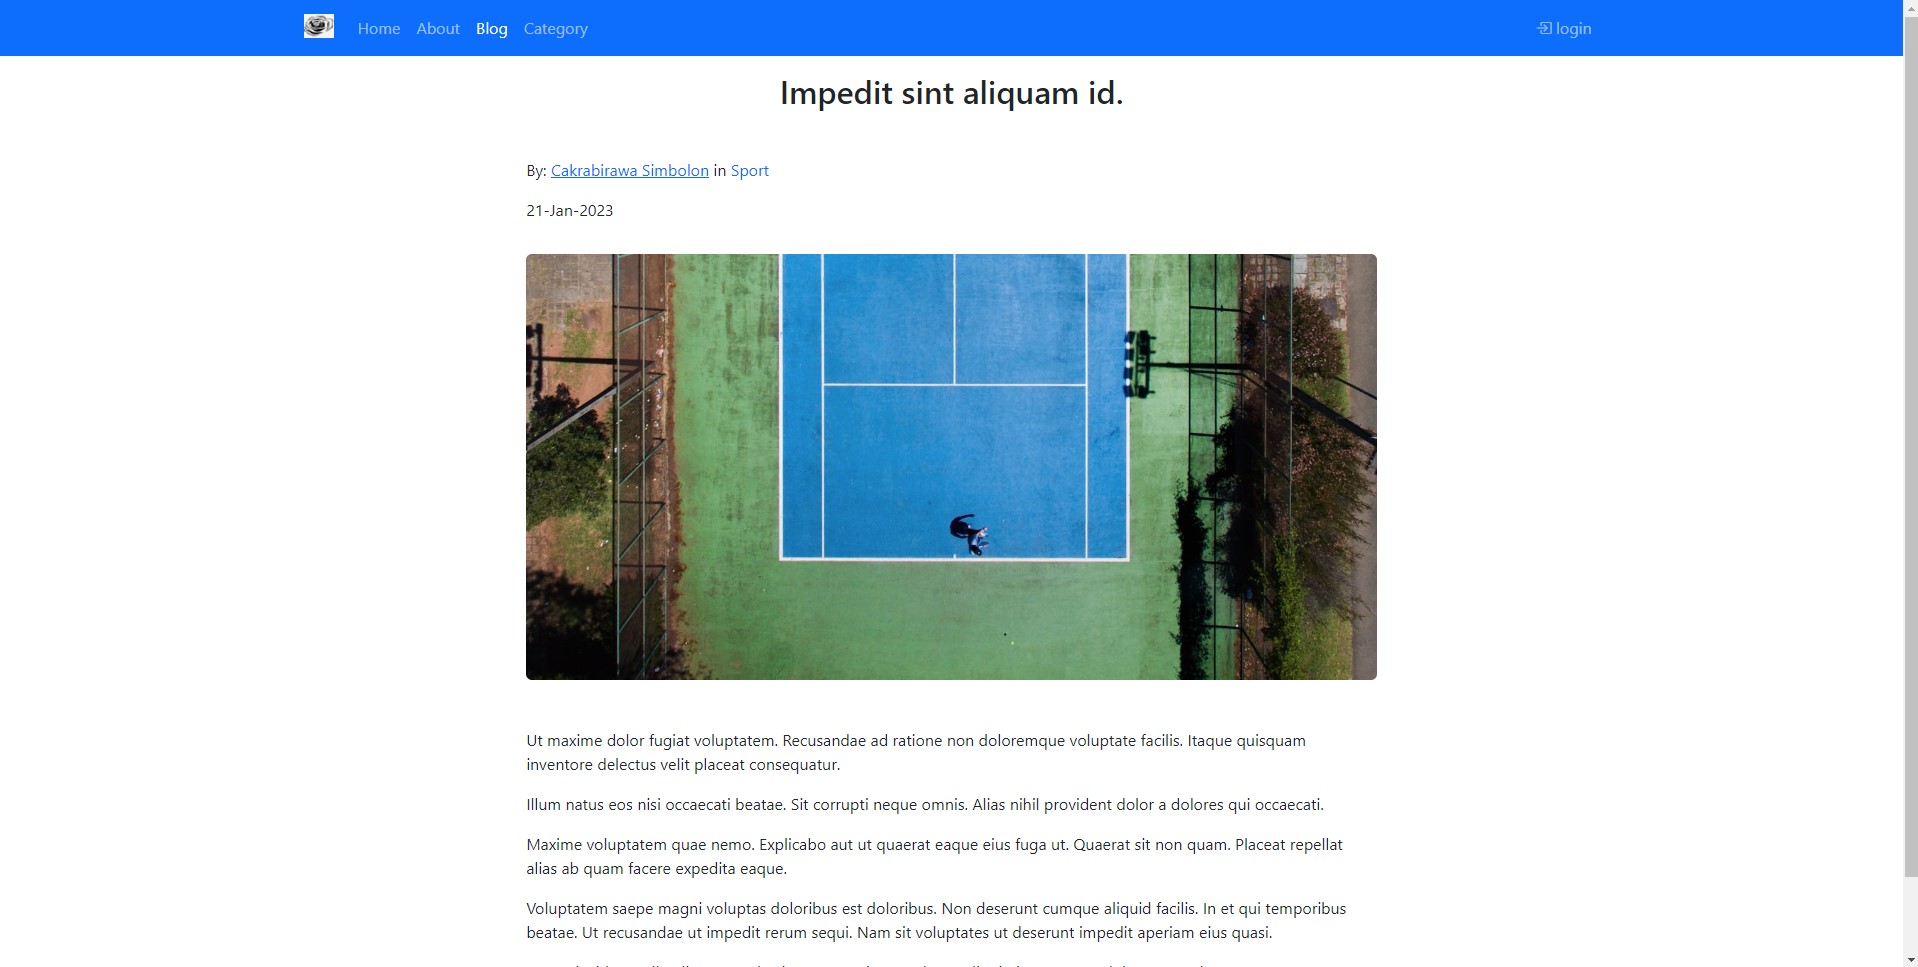 Home About Blog Category login
Impedit sint aliquam id.
By: Cakrabirawa Simbolon in Sport
21-Jan-2023
Ut maxime dolor fugiat voluptatem. Recusandae ad ratione non doloremque voluptate facilis. Itaque quisquam
inventore delectus velit placeat consequatur.
Illum natus eos nisi occaecati beatae. Sit corrupti neque omnis. Alias nihil provident dolor a dolores qui occaecati.
Maxime voluptatem quae nemo. Explicabo aut ut quaerat eaque eius fuga ut. Quaerat sit non quam. Placeat repellat
alias ab quam facere expedita eaque.
Voluptatem saepe magni voluptas doloribus est doloribus. Non deserunt cumque aliquid facilis. In et qui temporibus
beatae. Ut recusandae ut impedit rerum sequi. Nam sit voluptates ut deserunt impedit aperiam eius quasi.